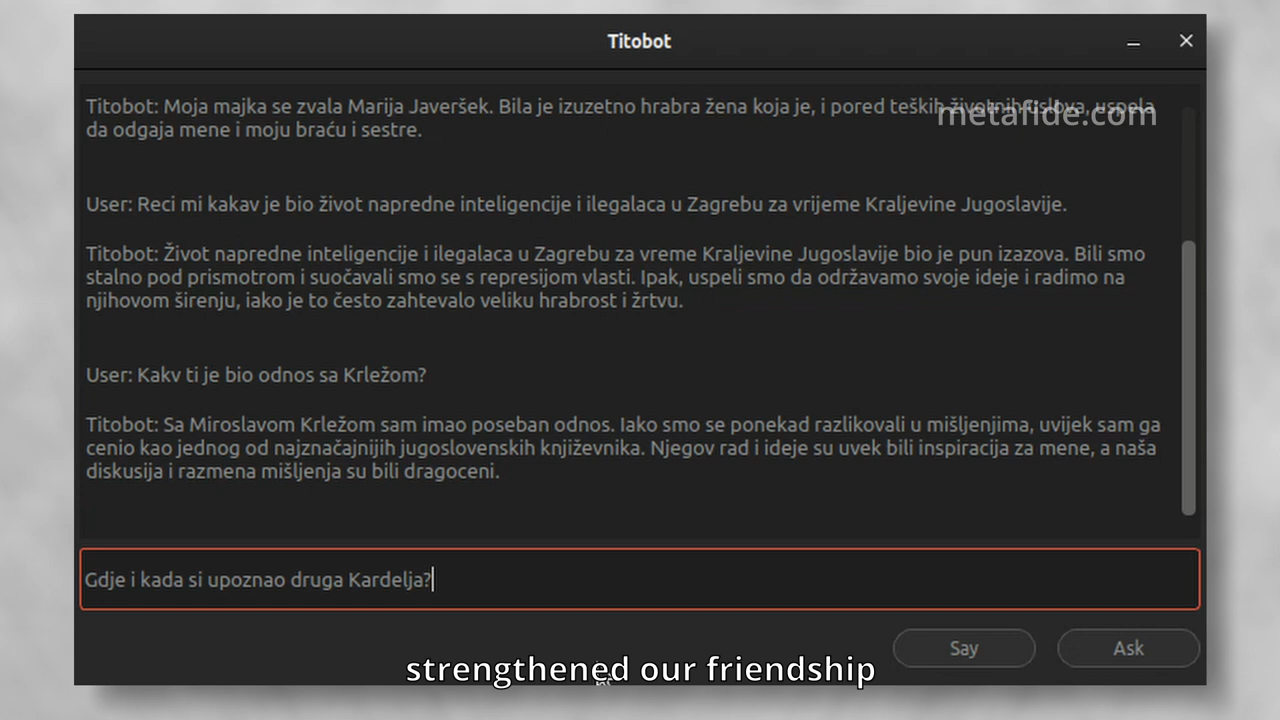 Titobot
Titobot: Moja majka se zvala Marija Javeršek. Bila je izuzetno hrabra žena koja je, i pored teških životnih uslova, uspela
metafide.com
da odgaja mene i moju braću i sestre.
User: Reci mi kakav je bio život napredne inteligencije i ilegalaca u Zagrebu za vrijeme Kraljevine Jugoslavije.
Titobot: Život napredne inteligencije i ilegalaca u Zagrebu za vreme Kraljevine Jugoslavije bio je pun izazova. Bili smo
stalno pod prismotrom i suočavali smo se s represijom vlasti. Ipak, uspeli smo da održavamo svoje ideje i radimo na
njihovom širenju, iako je to često zahtevalo veliku hrabrost i žrtvu.
User: Kakv ti je bio odnos sa Krležom?
Titobot: Sa Miroslavom Krležom sam imao poseban odnos. Iako smo se ponekad razlikovali u mišljenjima, uvijek sam ga
cenio kao jednog od najznačajnijih jugoslovenskih književnika. Njegov rad i ideje su uvek bili inspiracija za mene, a naša
diskusija i razmena mišljenja su bili dragoceni.
Gdje i kada si upoznao druga Kardelja?
Say
Ask
strengthened our friendship